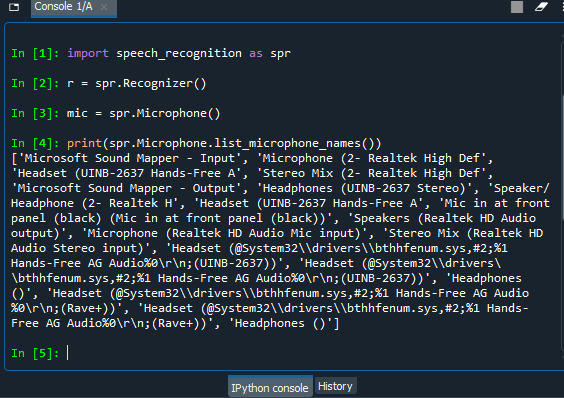 Console 1/A
In [1]: import speech_recognition as spr
In [2]: r = spr.Recognizer()
In [3]: mic = spr.Microphone()
In [4]: print(spr.Microphone.list_microphone_names())
['Microsoft Sound Mapper - Input', 'Microphone (2- Realtek High Def',
'Headset (UINB-2637 Hands-Free A', 'Stereo Mix (2- Realtek High Def',
'Microsoft Sound Mapper - Output', 'Headphones (UINB-2637 Stereo)', 'Speaker/
Headphone (2- Realtek H', 'Headset (UINB-2637 Hands-Free A', 'Mic in at front
panel (black) (Mic in at front panel (black))', 'Speakers (Realtek HD Audio
output)', 'Microphone (Realtek HD Audio Mic input)', 'Stereo Mix (Realtek HD
Audio Stereo input)', 'Headset (@System32\\drivers\\bthhfenum.sys,#2;%1
Hands-Free AG Audio%0\r\n;(UINB-2637))', 'Headset (@System32\\drivers\
\bthhfenum.sys,#2;%1 Hands-Free AG Audio%0\r\n;(UINB-2637))', 'Headphones
()', 'Headset (@System32\\drivers\\bthhfenum.sys,#2;%1 Hands-Free AG Audio
%0\r\n;(Rave+))', 'Headset (@System32\\drivers\\bthhfenum.sys,#2;%1 Hands-
Free AG Audio%0\r\n;(Rave+))', 'Headphones ()']
In [5]:
IPython console History